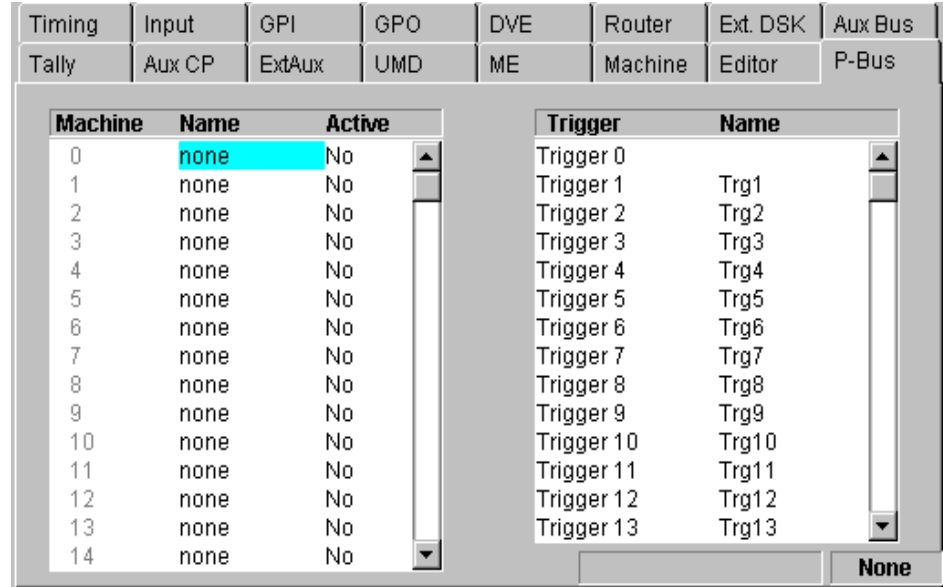 Timing Input GPI GPO DVE Router Ext. DSK Aux Bus
Tally Aux CP ExtAux UMD ME Machine Editor P-Bus
Machine Name Active
0 none No
1 none No
2 none No
3 none No
4 none No
5 none No
6 none No
7 none No
8 none No
9 none No
10 none No
11 none No
12 none No
13 none No
14 none No
Trigger Name
Trigger 0
Trigger 1 Trg1
Trigger 2 Trg2
Trigger 3 Trg3
Trigger 4 Trg4
Trigger 5 Trg5
Trigger 6 Trg6
Trigger 7 Trg7
Trigger 8 Trg8
Trigger 9 Trg9
Trigger 10 Trg10
Trigger 11 Trg11
Trigger 12 Trg12
Trigger 13 Trg13
None